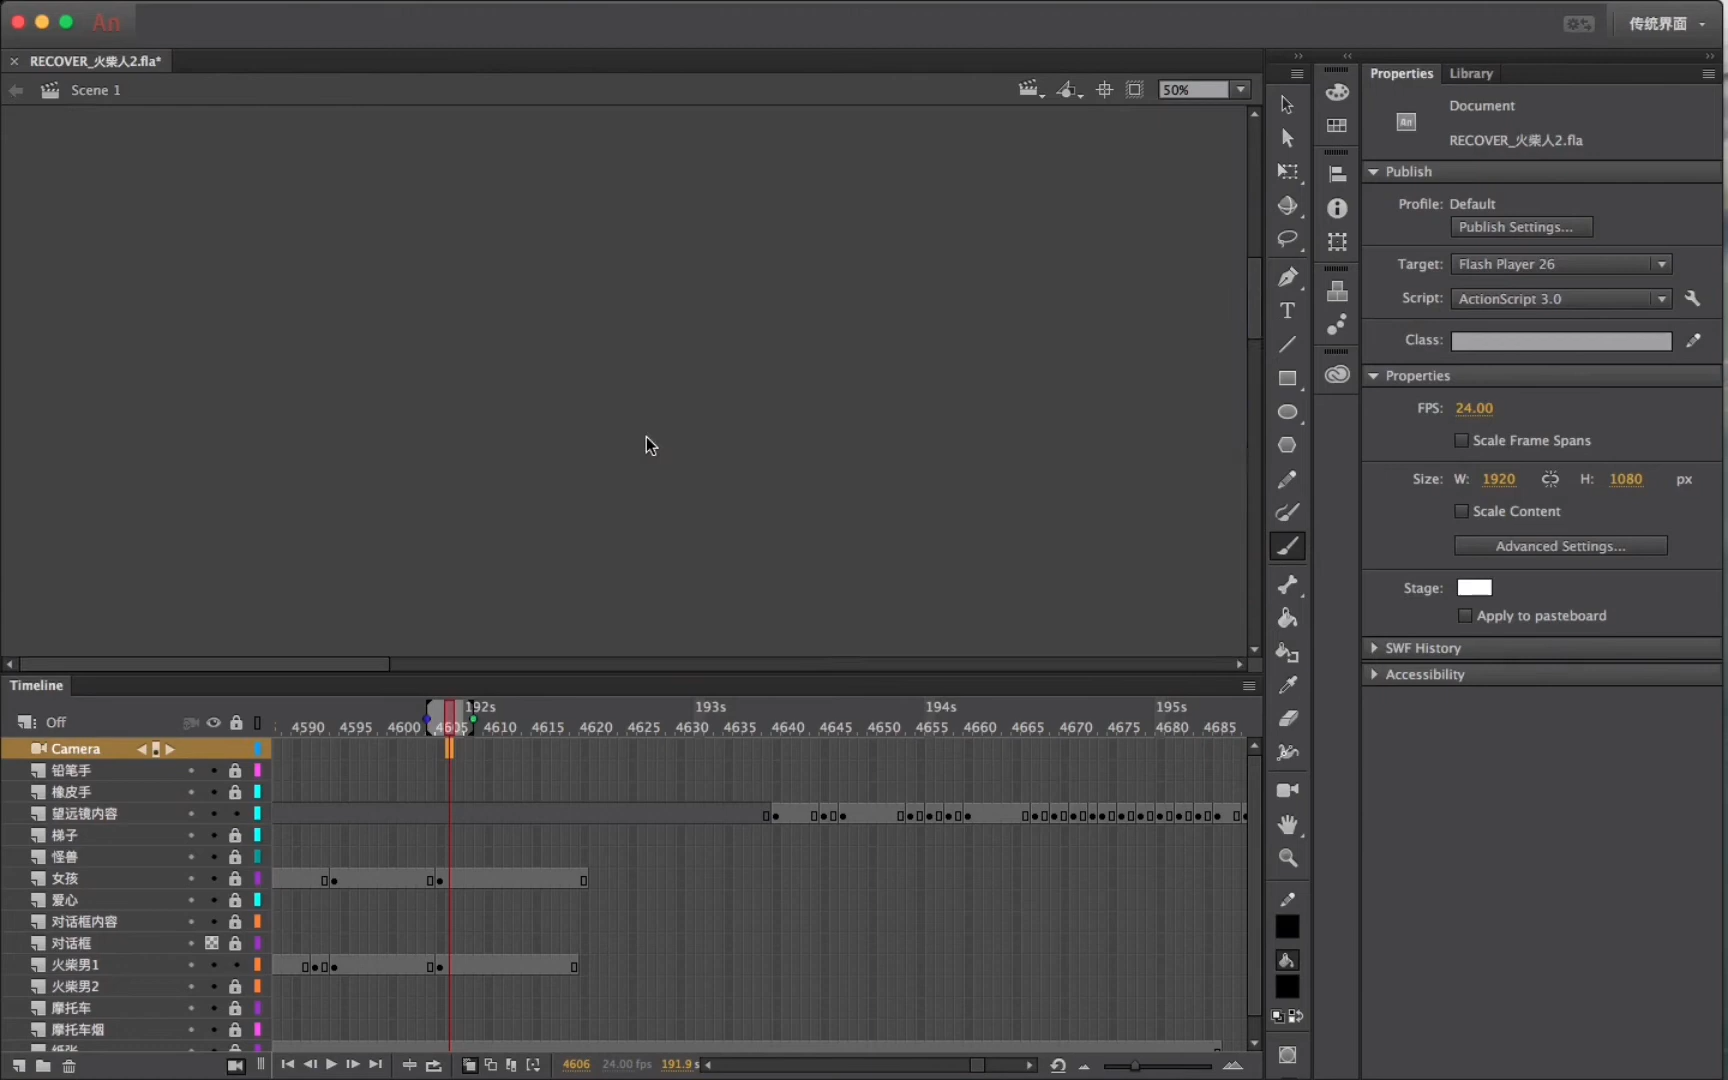 An
传统界面
RECOVER_火柴人2.fla*
Scene 1
50%
Properties
Library
Document
RECOVER_火柴人2.fla
Publish
Profile: Default
Publish Settings...
Target: Flash Player 26
Script: ActionScript 3.0
Class:
Properties
FPS: 24.00
Scale Frame Spans
Size: W: 1920 H: 1080 px
Scale Content
Advanced Settings...
Stage:
Apply to pasteboard
SWF History
Accessibility
Timeline
192s 193s 194s 195s
Off
4590 4595 4600 4605 4610 4615 4620 4625 4630 4635 4640 4645 4650 4655 4660 4665 4670 4675 4680 4685
Camera
铅笔手
橡皮手
望远镜内容
梯子
怪兽
女孩
爱心
对话框内容
对话框
火柴男1
火柴男2
摩托车
摩托车烟
纸张
4606 24.00 fps 191.9 s